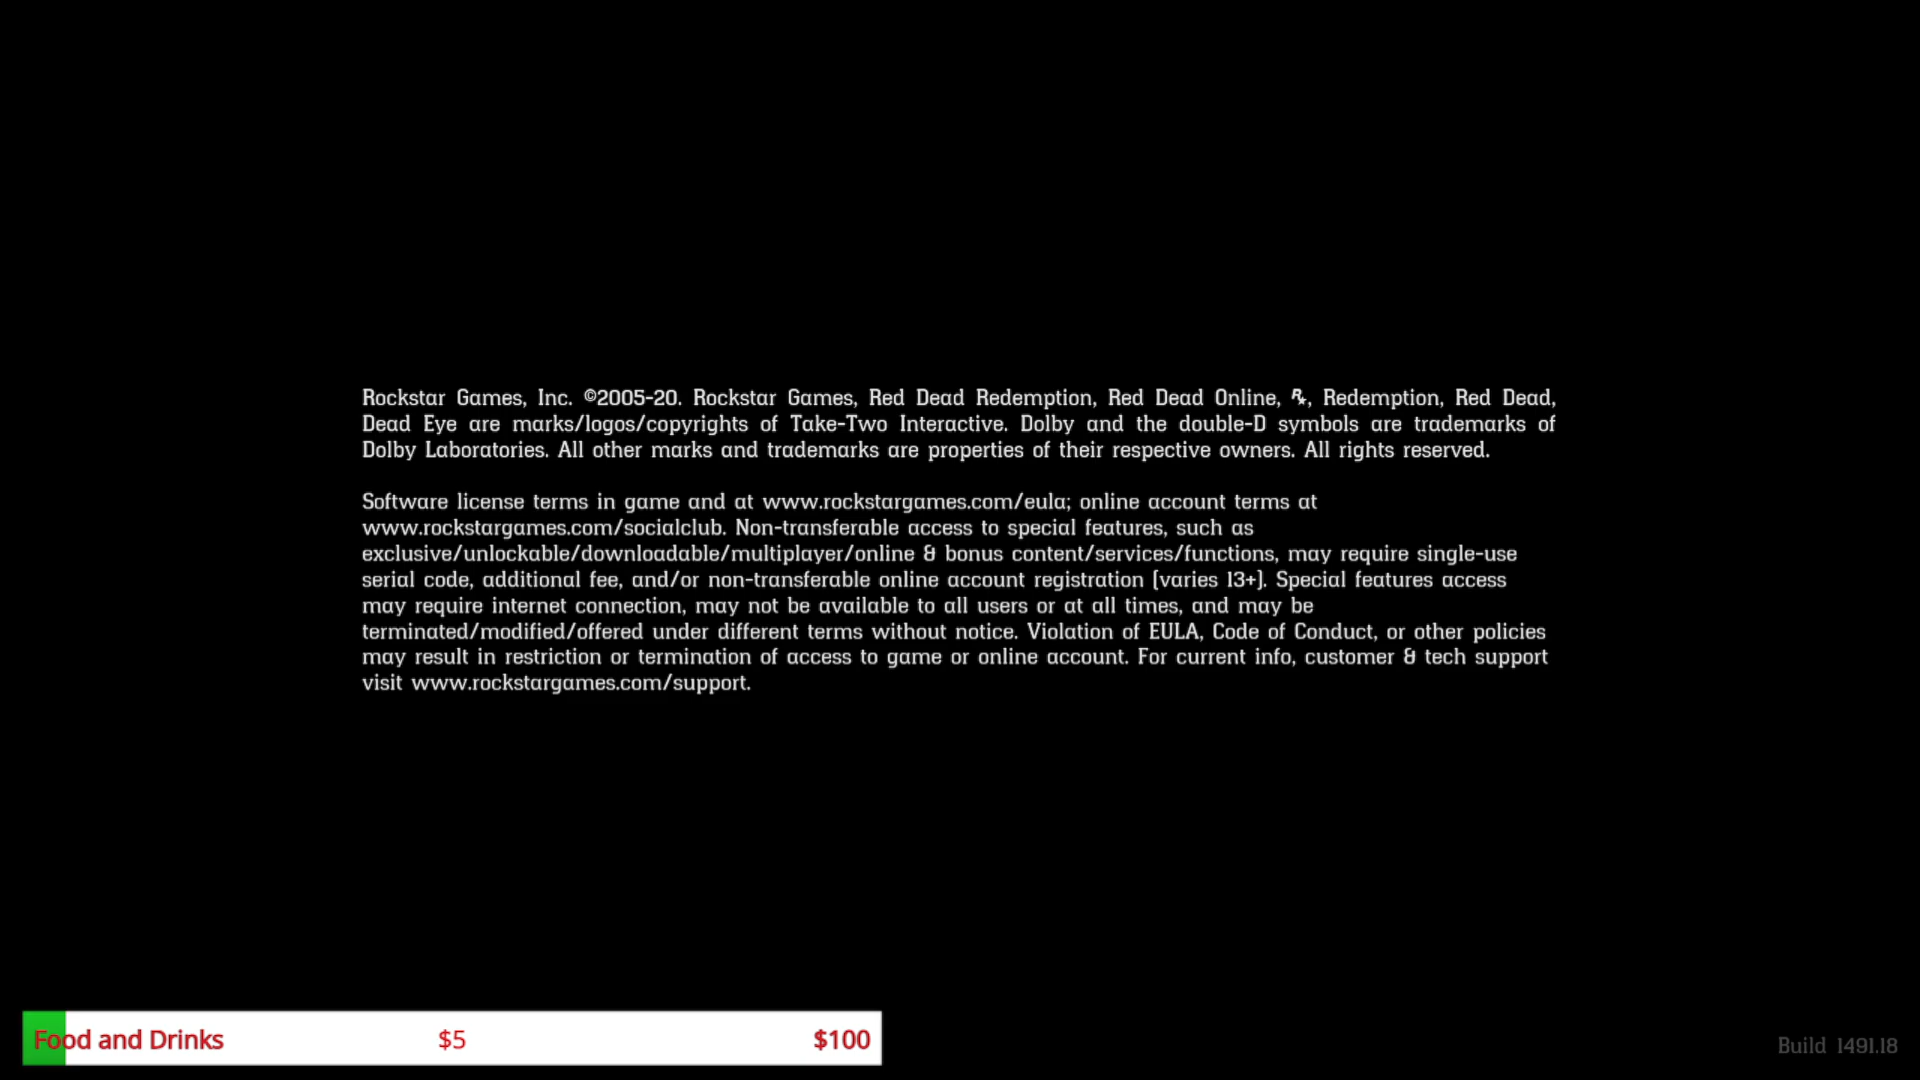 Rockstar Games, Inc. ©2005-20. Rockstar Games, Red Dead Redemption, Red Dead Online, R★, Redemption, Red Dead,
Dead Eye are marks/logos/copyrights of Take-Two Interactive. Dolby and the double-D symbols are trademarks of
Dolby Laboratories. All other marks and trademarks are properties of their respective owners. All rights reserved.
Software license terms in game and at www.rockstargames.com/eula; online account terms at
www.rockstargames.com/socialclub. Non-transferable access to special features, such as
exclusive/unlockable/downloadable/multiplayer/online & bonus content/services/functions, may require single-use
serial code, additional fee, and/or non-transferable online account registration (varies 13+). Special features access
may require internet connection, may not be available to all users or at all times, and may be
terminated/modified/offered under different terms without notice. Violation of EULA, Code of Conduct, or other policies
may result in restriction or termination of access to game or online account. For current info, customer & tech support
visit www.rockstargames.com/support.
Food and Drinks $5 $100
Build 1491.18